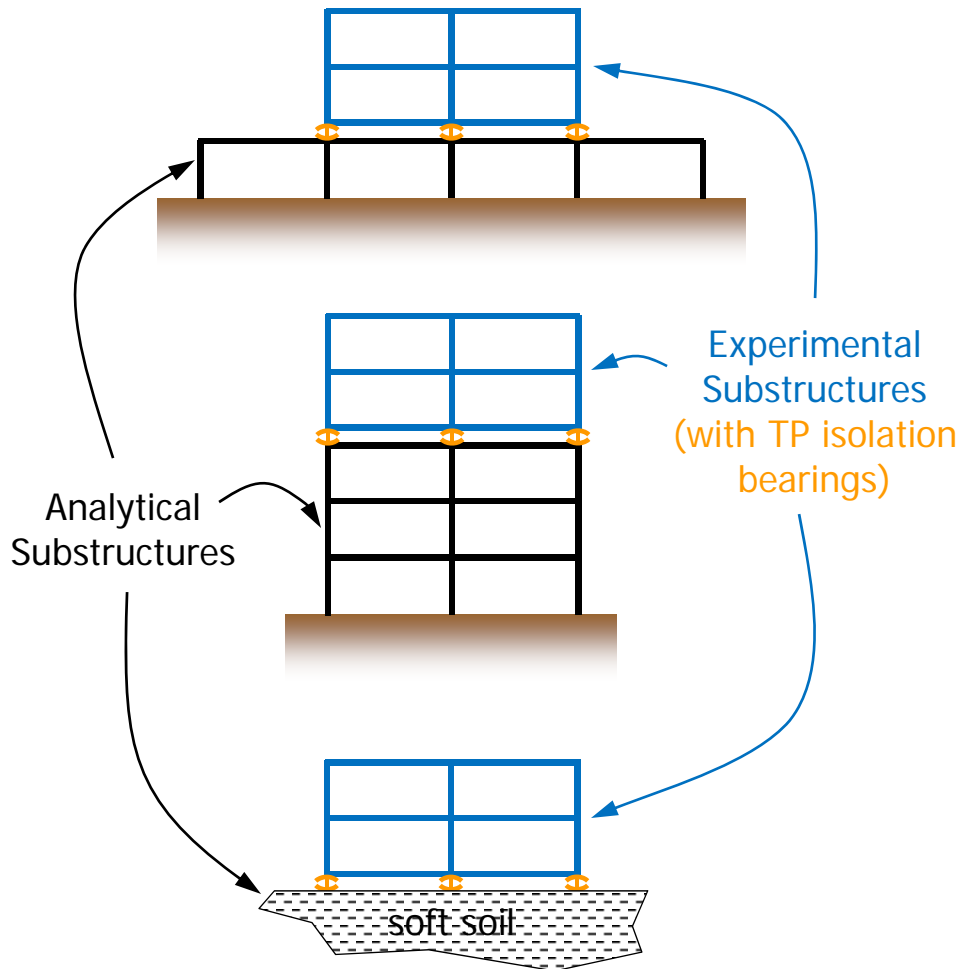 Experimental
Substructures
(with TP isolation
bearings)
Analytical
Substructures
soft soil